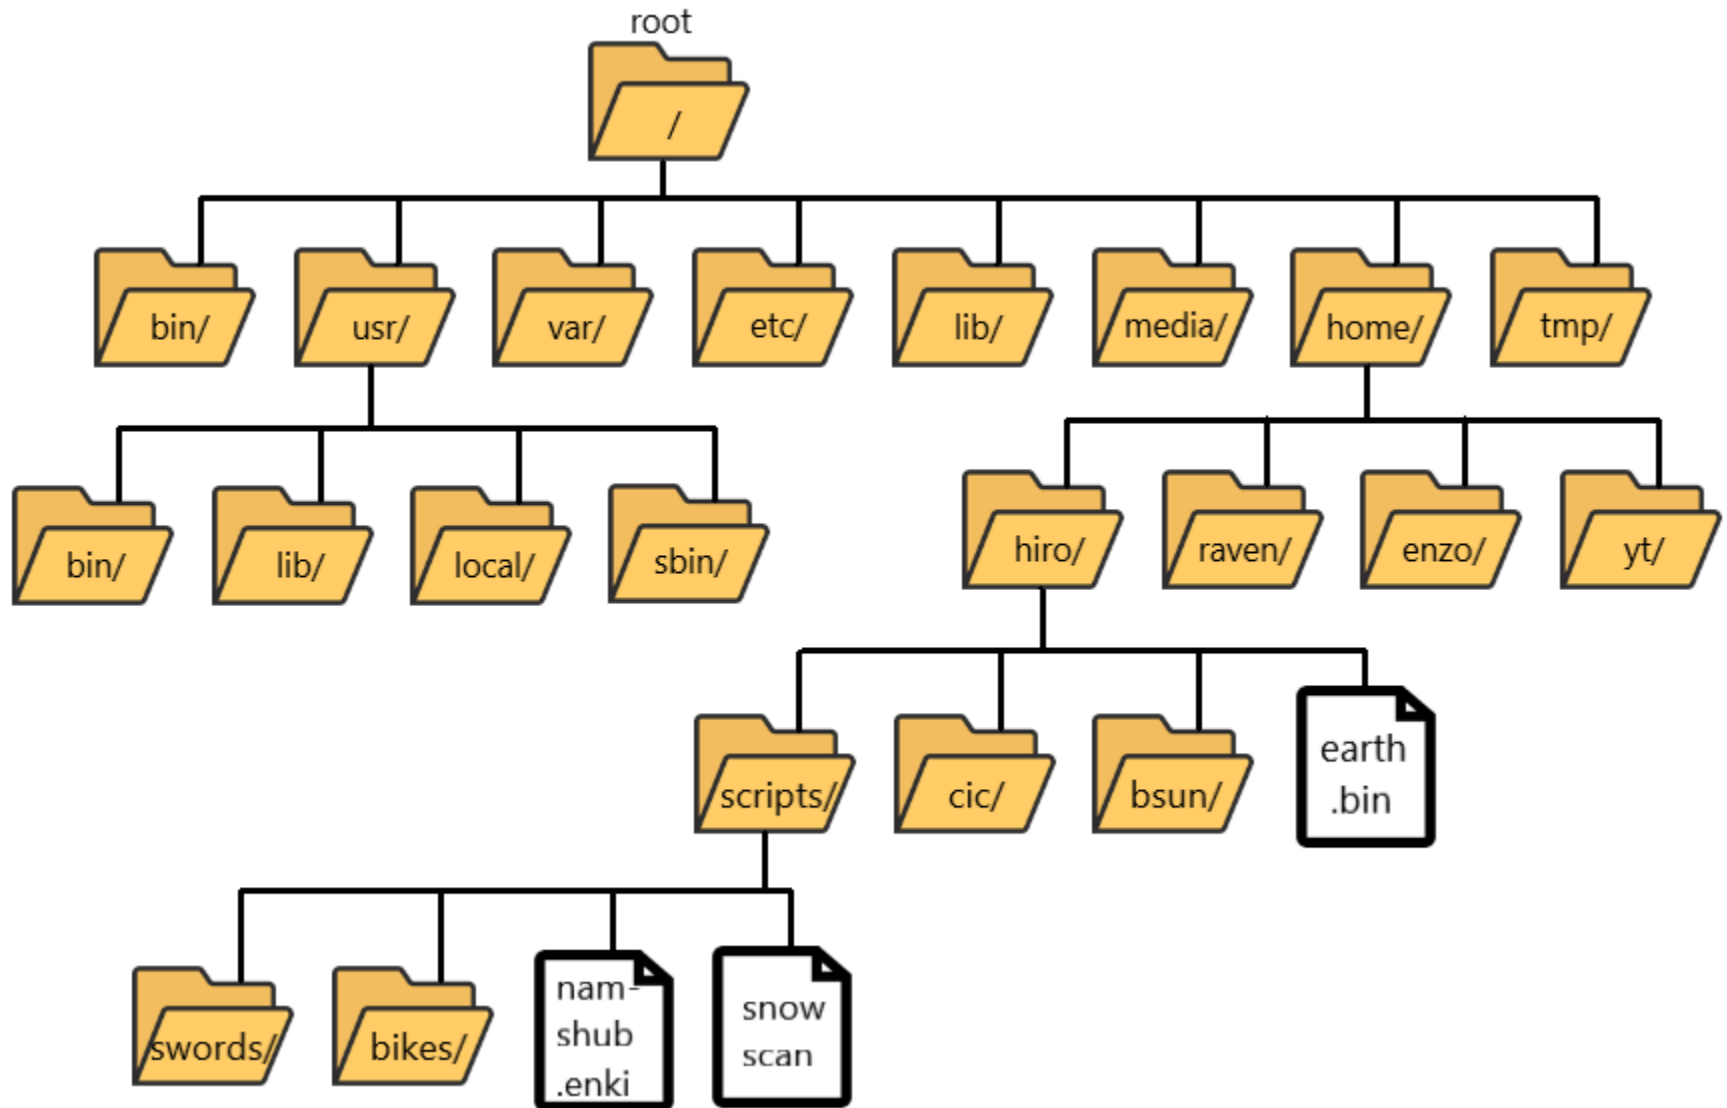 root
/
bin/
usr/
var/
etc/
lib/
media/
home/
tmp/
bin/
lib/
local/
sbin/
hiro/
raven/
enzo/
yt/
scripts/
cic/
bsun/
earth
.bin
swords/
bikes/
nam-
shub
.enki
snow
scan